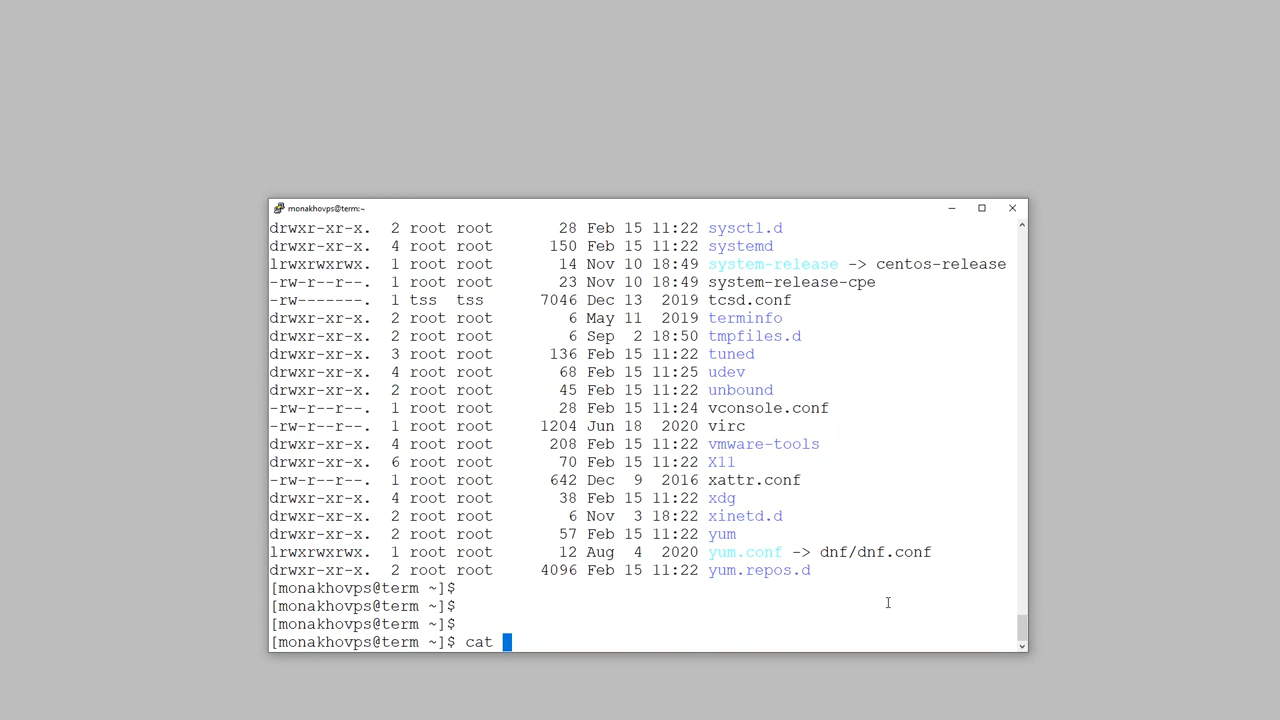 monakhovps@term:~
drwxr-xr-x.  2 root root        28 Feb 15 11:22 sysctl.d
drwxr-xr-x.  4 root root       150 Feb 15 11:22 systemd
lrwxrwxrwx.  1 root root        14 Nov 10 18:49 system-release -> centos-release
-rw-r--r--.  1 root root        23 Nov 10 18:49 system-release-cpe
-rw-------.  1 tss  tss       7046 Dec 13  2019 tcsd.conf
drwxr-xr-x.  2 root root         6 May 11  2019 terminfo
drwxr-xr-x.  2 root root         6 Sep  2 18:50 tmpfiles.d
drwxr-xr-x.  3 root root       136 Feb 15 11:22 tuned
drwxr-xr-x.  4 root root        68 Feb 15 11:25 udev
drwxr-xr-x.  2 root root        45 Feb 15 11:22 unbound
-rw-r--r--.  1 root root        28 Feb 15 11:24 vconsole.conf
-rw-r--r--.  1 root root      1204 Jun 18  2020 virc
drwxr-xr-x.  4 root root       208 Feb 15 11:22 vmware-tools
drwxr-xr-x.  6 root root        70 Feb 15 11:22 X11
-rw-r--r--.  1 root root       642 Dec  9  2016 xattr.conf
drwxr-xr-x.  4 root root        38 Feb 15 11:22 xdg
drwxr-xr-x.  2 root root         6 Nov  3 18:22 xinetd.d
drwxr-xr-x.  2 root root        57 Feb 15 11:22 yum
lrwxrwxrwx.  1 root root        12 Aug  4  2020 yum.conf -> dnf/dnf.conf
drwxr-xr-x.  2 root root      4096 Feb 15 11:22 yum.repos.d
[monakhovps@term ~]$
[monakhovps@term ~]$
[monakhovps@term ~]$
[monakhovps@term ~]$ cat